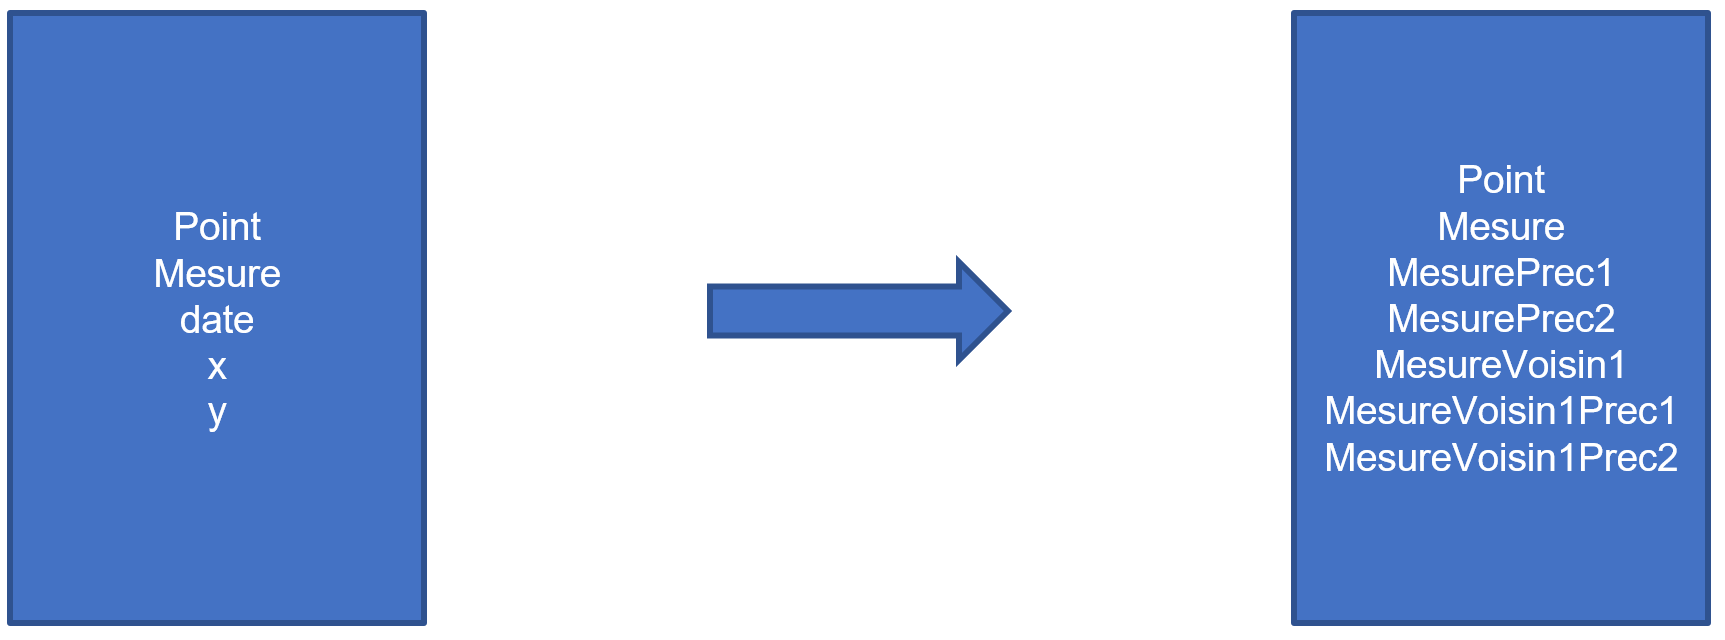 Point
Mesure
date
x
y
Point
Mesure
MesurePrec1
MesurePrec2
MesureVoisin1
MesureVoisin1Prec1
MesureVoisin1Prec2